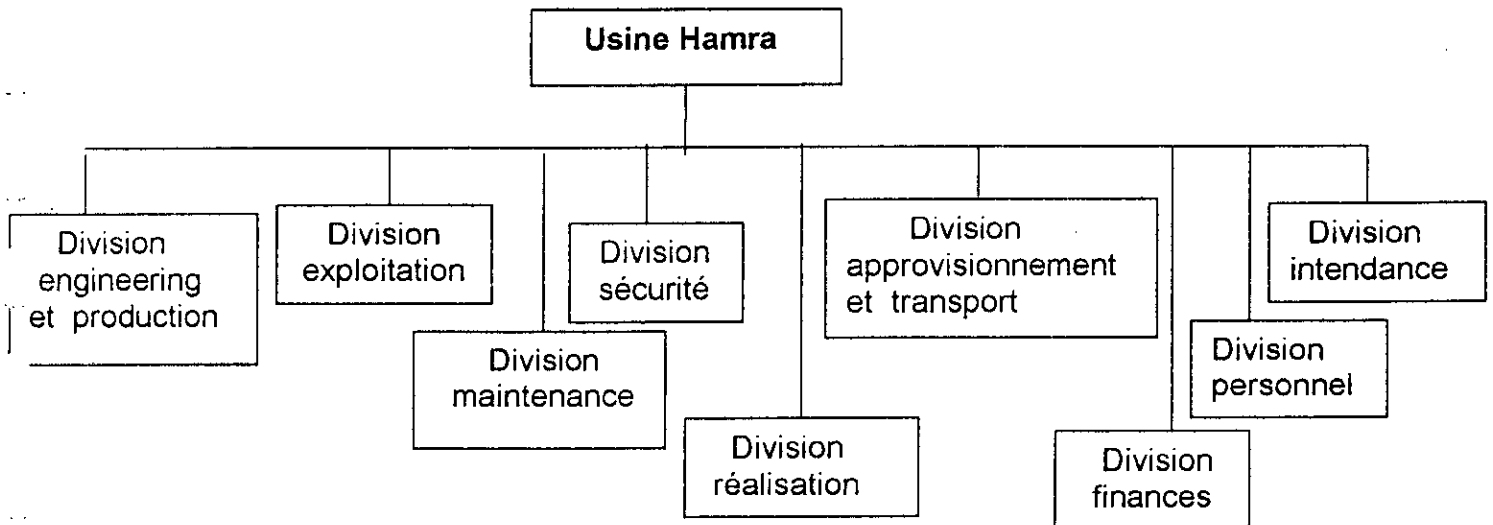 Usine Hamra
Division
engineering
et production
Division
exploitation
Division
maintenance
Division
sécurité
Division
réalisation
Division
approvisionnement
et transport
Division
finances
Division
personnel
Division
intendance